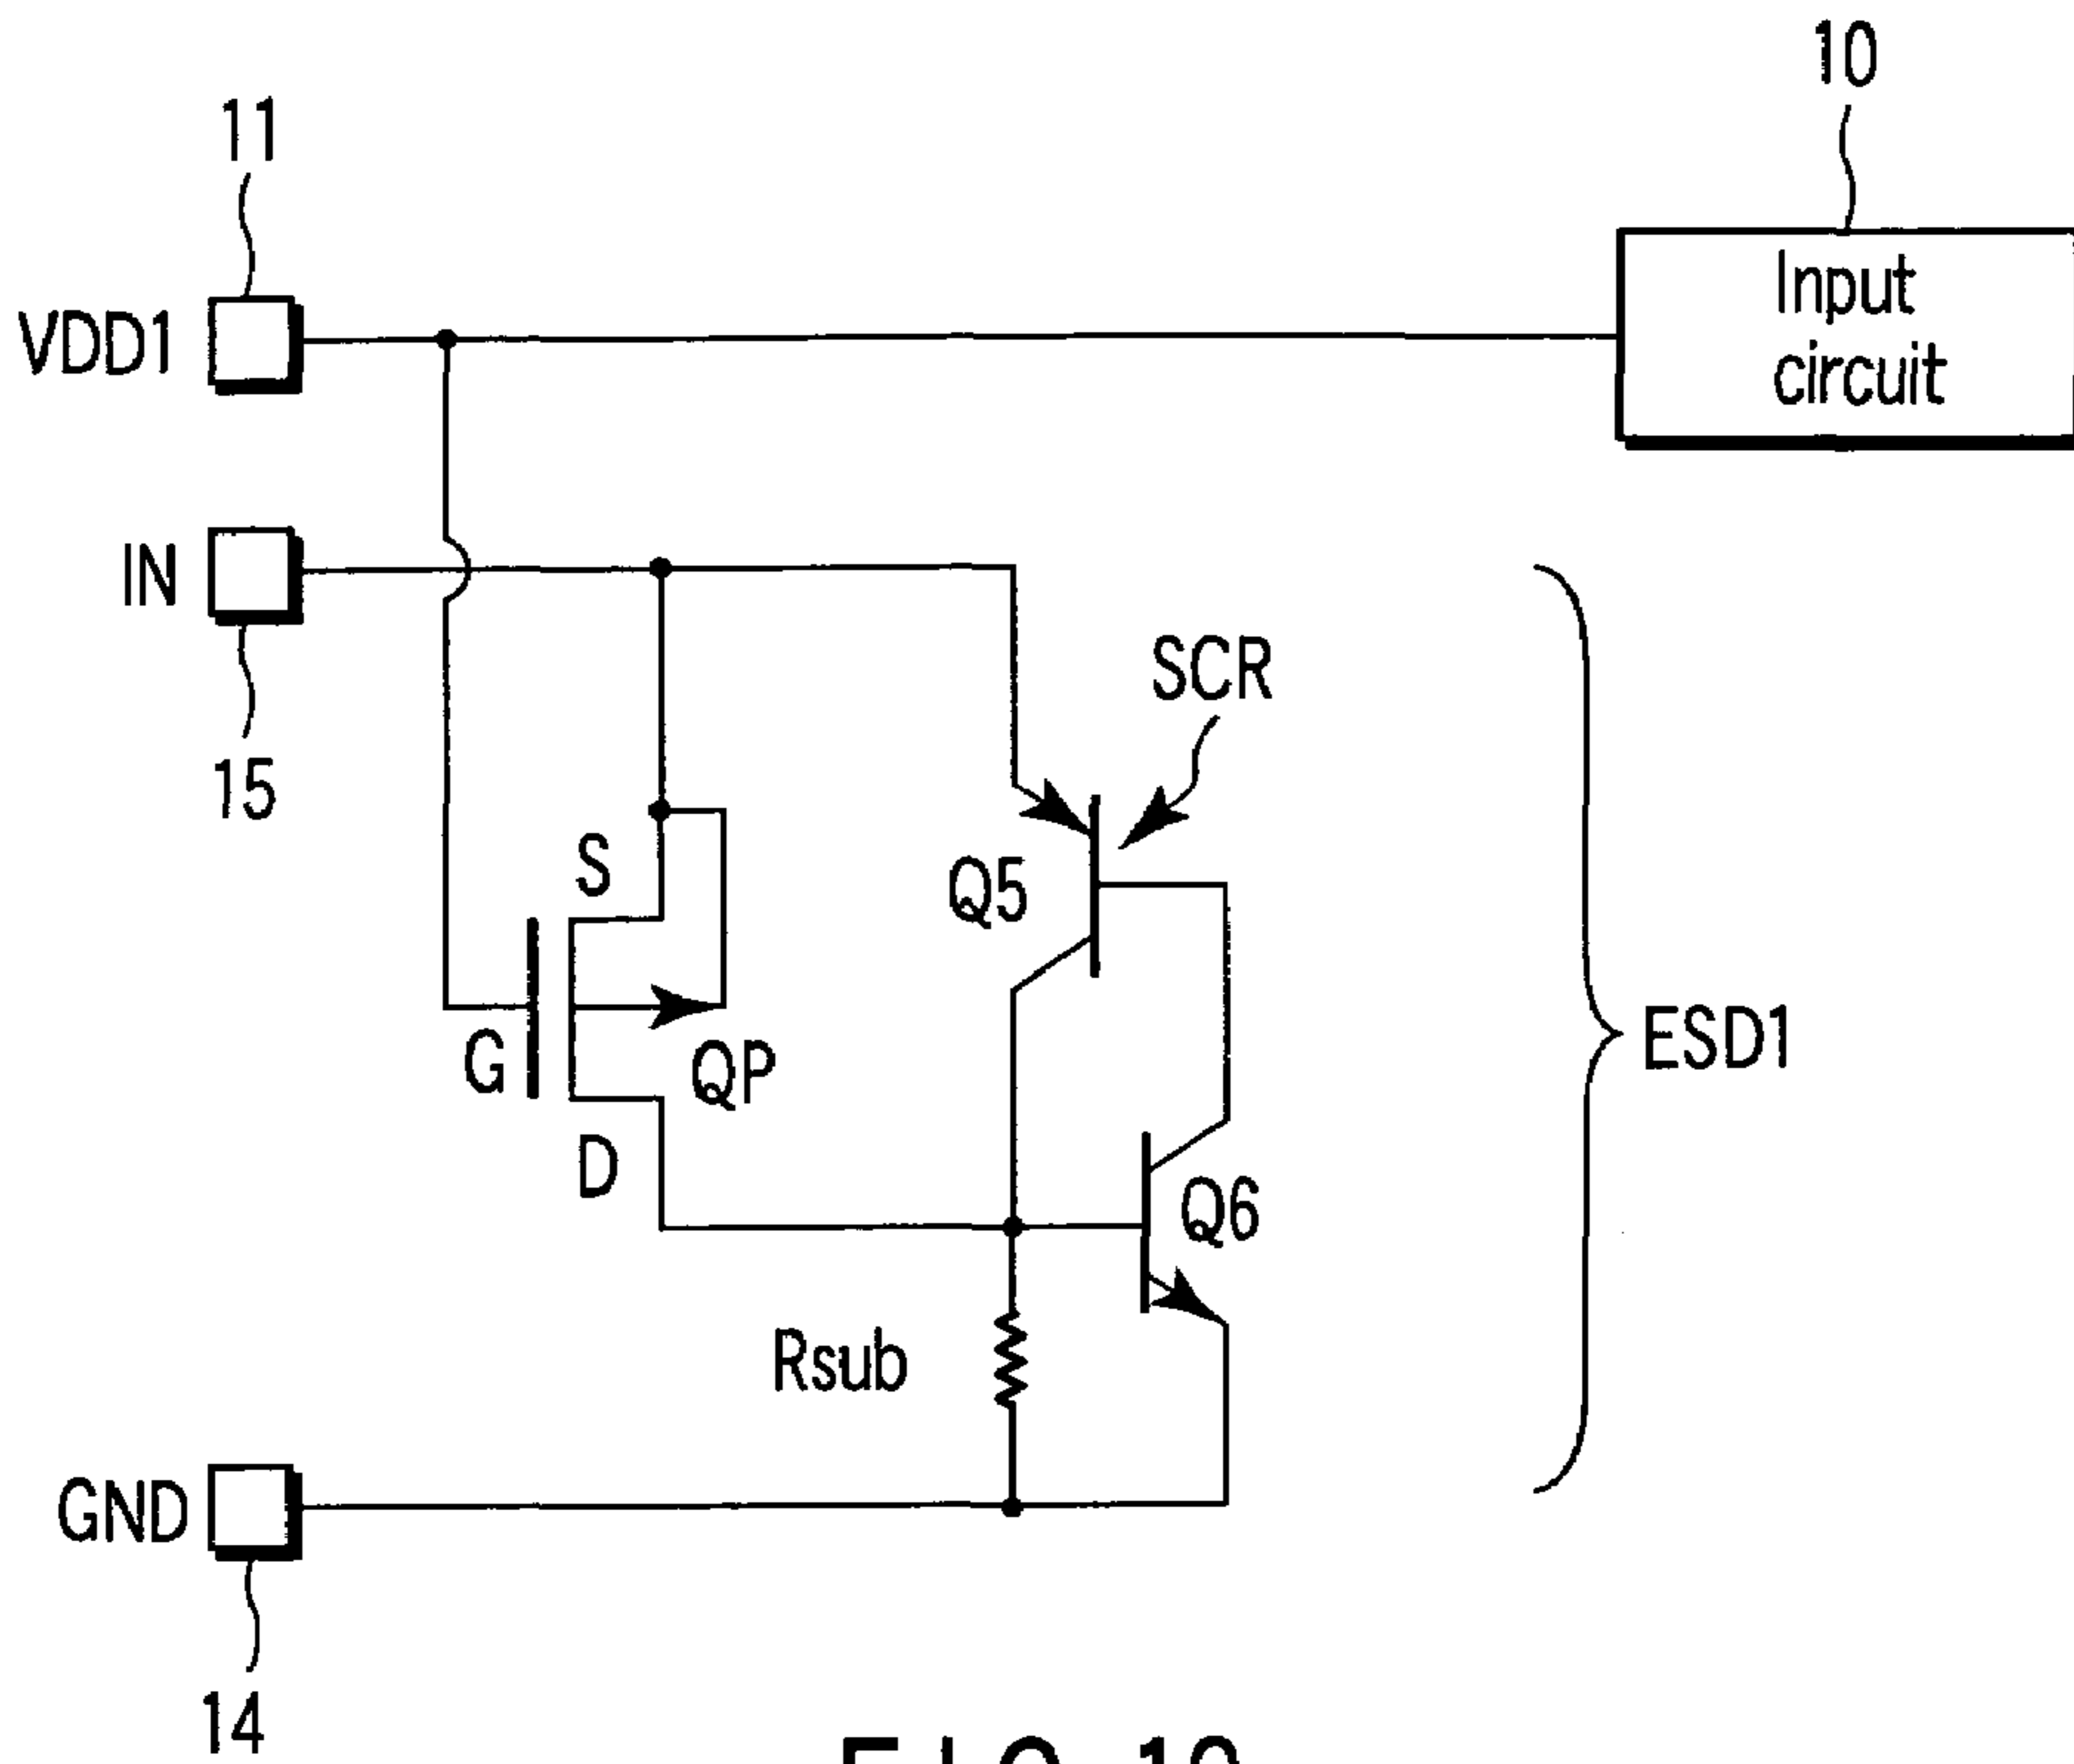 10
11
VDD1
Input
circuit
IN
15
SCR
S
Q5
G
QP
ESD1
D
Q6
Rsub
GND
14